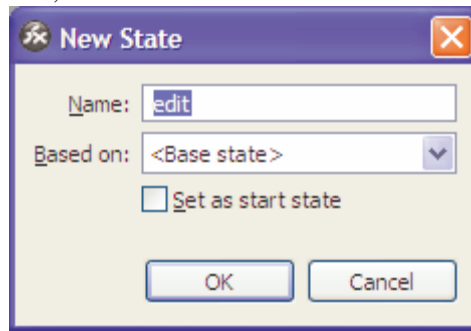 New State
Name: edit
Based on: <Base state>
Set as start state
OK Cancel